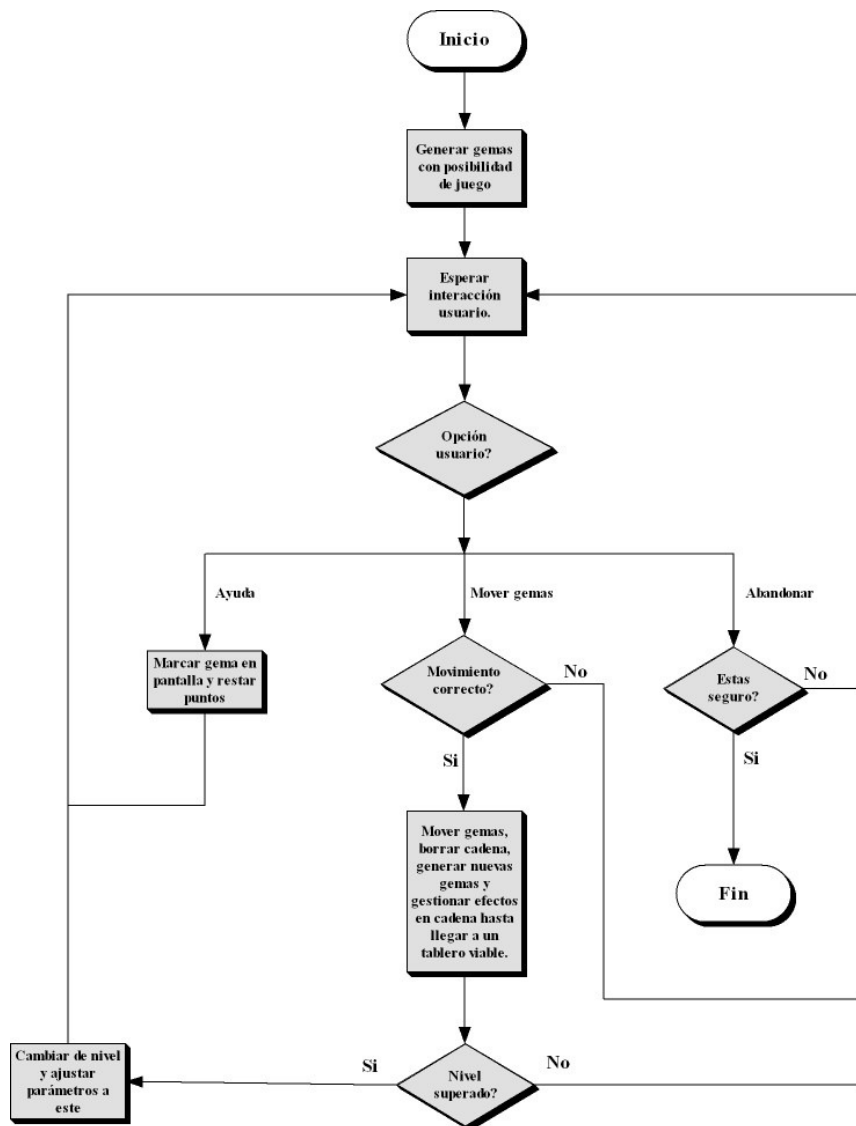 Inicio
Generar gemas
con posibilidad
de juego
Esperar
interacción
usuario.
Opción
usuario?
Ayuda
Mover gemas
Abandonar
Marcar gema en
pantalla y restar
puntos
Movimiento
correcto?
No
Estas
seguro?
No
Si
Si
Mover gemas,
borrar cadena,
generar nuevas
gemas y
gestionar efectos
en cadena hasta
llegar a un
tablero viable.
Fin
Cambiar de nivel
y ajustar
parámetros a
este
Si
Nivel
superado?
No